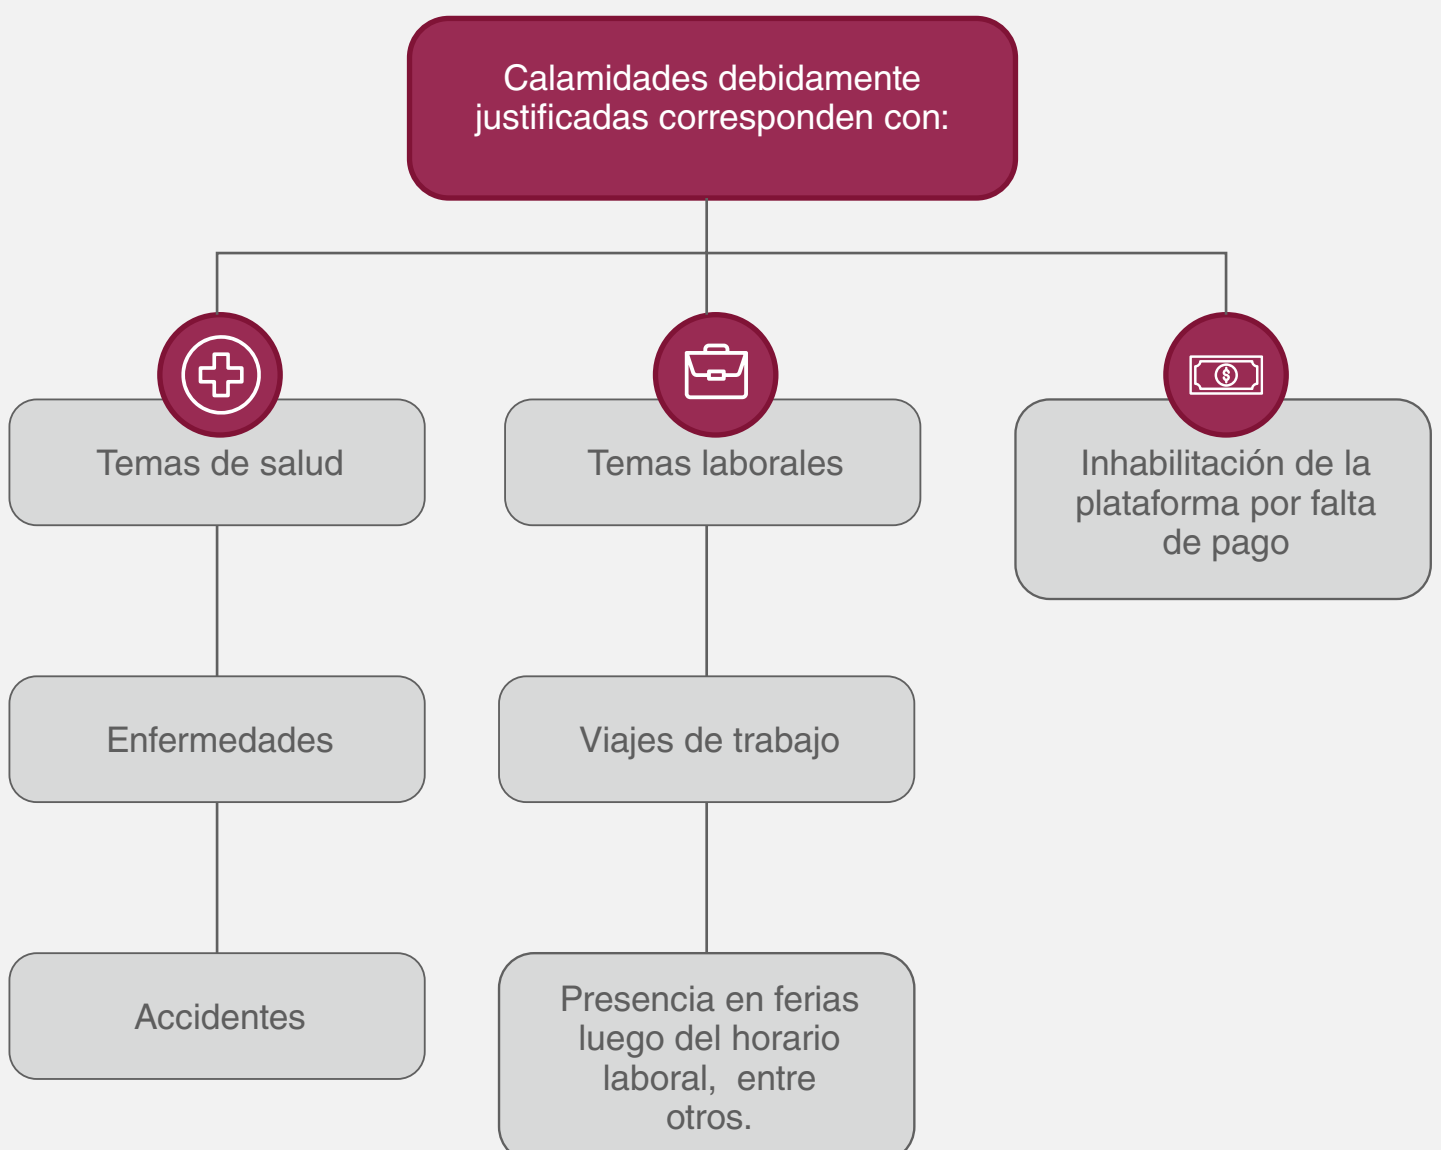 Calamidades debidamente
justificadas corresponden con:
Temas de salud
Temas laborales
Inhabilitación de la
plataforma por falta
de pago
Enfermedades
Viajes de trabajo
Accidentes
Presencia en ferias
luego del horario
laboral,  entre
otros.